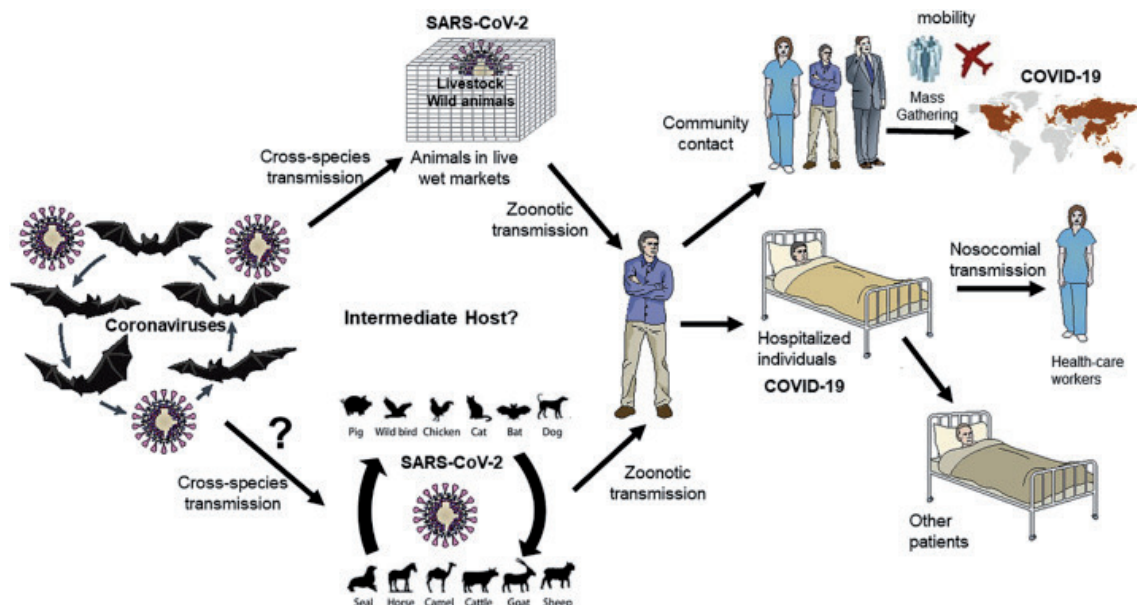 SARS-CoV-2
Livestock
Wild animals
Animals in live
wet markets
Cross-species
transmission
Zoonotic
transmission
Coronaviruses
Intermediate Host?
?
Cross-species
transmission
Pig Wild bird Chicken Cat Bat Dog
SARS-CoV-2
Seal Horse Camel Cattle Goat Sheep
Zoonotic
transmission
Community
contact
mobility
Mass
Gathering
COVID-19
Hospitalized
individuals
COVID-19
Nosocomial
transmission
Health-care
workers
Other
patients